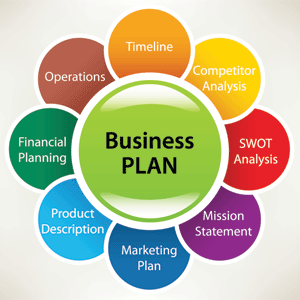 Timeline
Competitor
Analysis
SWOT
Analysis
Mission
Statement
Marketing
Plan
Product
Description
Financial
Planning
Operations
Business
PLAN